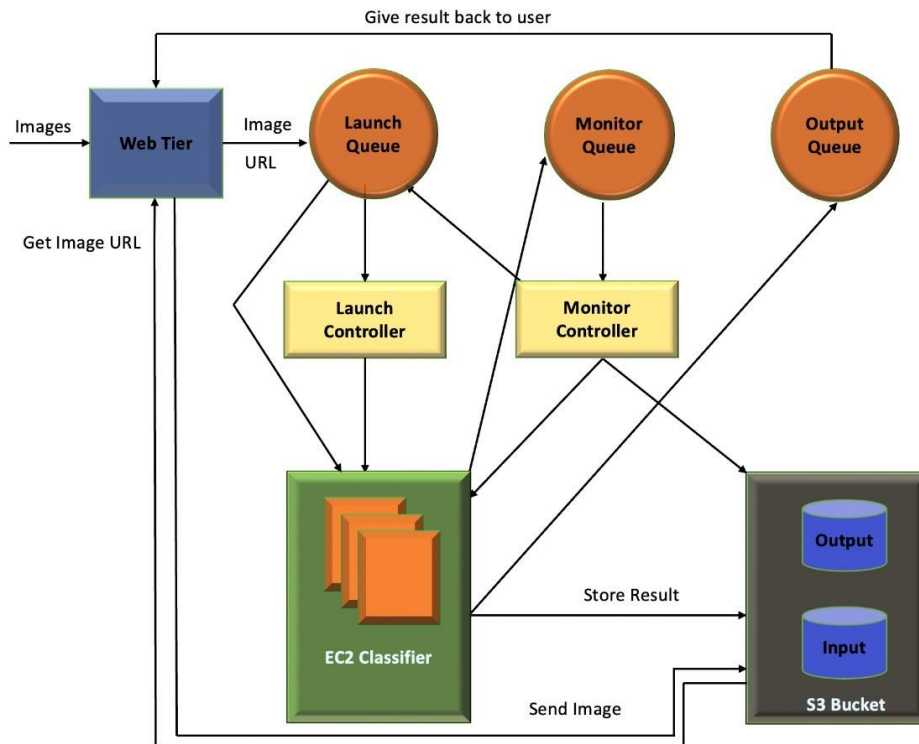 Give result back to user
Images
Web Tier
Image
URL
Launch
Queue
Monitor
Queue
Output
Queue
Get Image URL
Launch
Controller
Monitor
Controller
Output
Store Result
Input
EC2 Classifier
Send Image
S3 Bucket